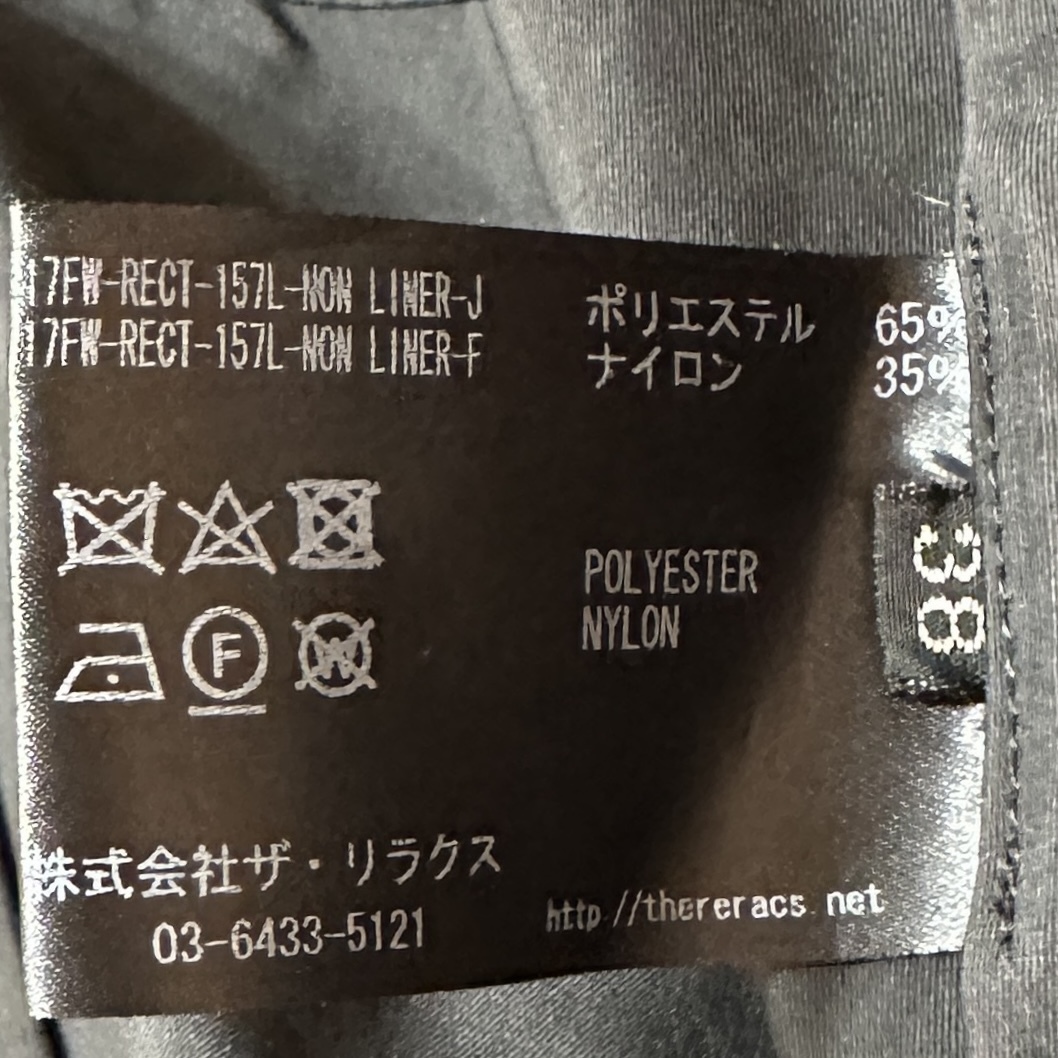 17FW-RECT-157L-NON LINER-J
17FW-RECT-157L-NON LINER-F
ポリエステル 65%
ナイロン 35%
POLYESTER
NYLON
38
F
W
株式会社ザ・リラクス
03-6433-5121
http://thereracs.net